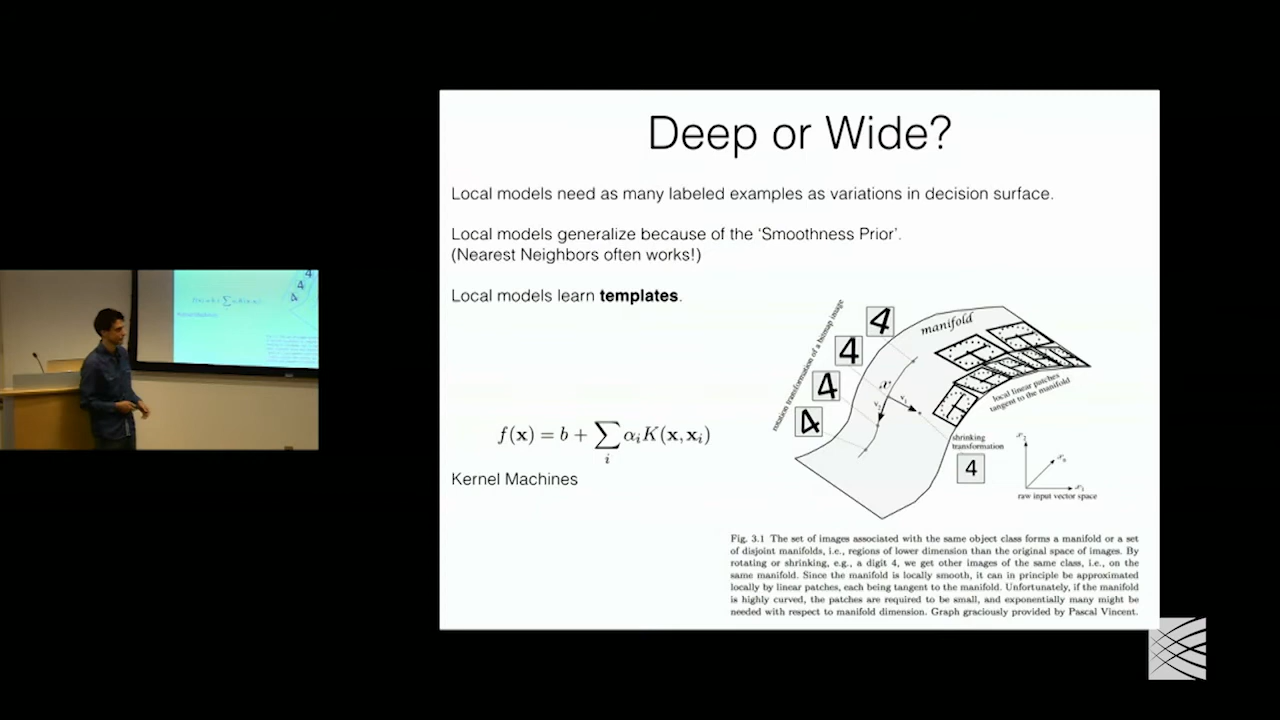 Deep or Wide?
Local models need as many labeled examples as variations in decision surface.
Local models generalize because of the ‘Smoothness Prior’.
(Nearest Neighbors often works!)
Local models learn templates.
f(x) = b + ∑_i α_i K(x, x_i)
Kernel Machines
rotation transformation of a bitmap image
4
4
4
4
manifold
local linear patches
tangent to the manifold
shrinking
transformation
4
raw input vector space
Fig. 3.1 The set of images associated with the same object class forms a manifold or a set
of disjoint manifolds, i.e., regions of lower dimension than the original space of images. By
rotating or shrinking, e.g., a digit 4, we get other images of the same class, i.e., on the
same manifold. Since the manifold is locally smooth, it can in principle be approximated
locally by linear patches, each being tangent to the manifold. Unfortunately, if the manifold
is highly curved, the patches are required to be small, and exponentially many might be
needed with respect to manifold dimension. Graph graciously provided by Pascal Vincent.